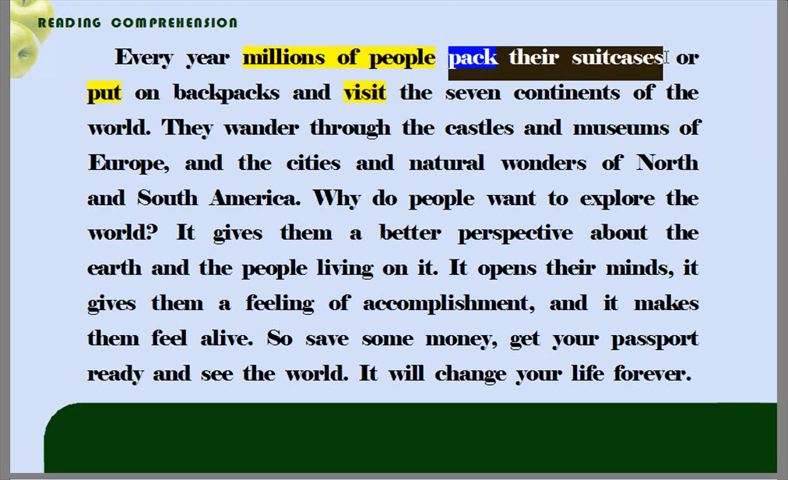 READING COMPREHENSION
Every year millions of people pack their suitcases or
put on backpacks and visit the seven continents of the
world. They wander through the castles and museums of
Europe, and the cities and natural wonders of North
and South America. Why do people want to explore the
world? It gives them a better perspective about the
earth and the people living on it. It opens their minds, it
gives them a feeling of accomplishment, and it makes
them feel alive. So save some money, get your passport
ready and see the world. It will change your life forever.